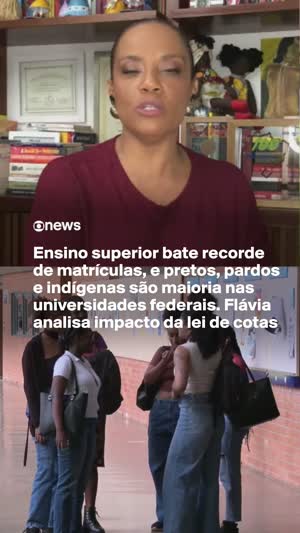 news
Ensino superior bate recorde
de matrículas, e pretos, pardos
e indígenas são maioria nas
universidades federais. Flávia
analisa impacto da lei de cotas